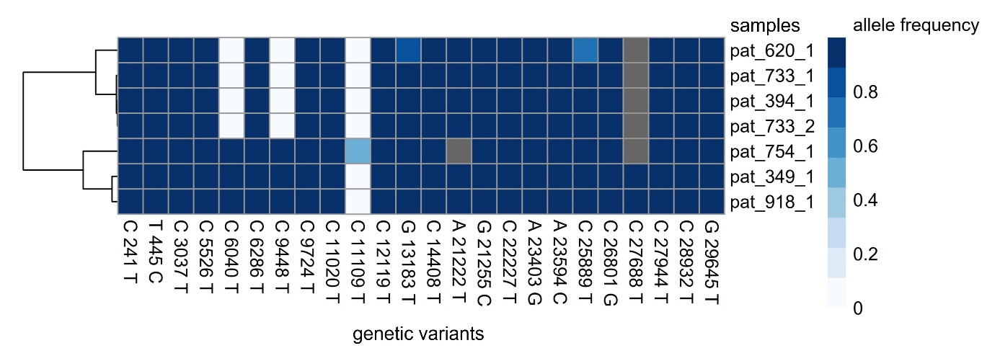 samples
allele frequency
pat_620_1
pat_733_1
pat_394_1
pat_733_2
pat_754_1
pat_349_1
pat_918_1
0.8
0.6
0.4
0.2
0
C 241 T
T 445 C
C 3037 T
C 5526 T
C 6040 T
C 6286 T
C 9448 T
C 9724 T
C 11020 T
C 11109 T
C 12119 T
G 13183 T
C 14408 T
A 21222 T
G 21255 C
C 22227 T
A 23403 G
A 23594 C
C 25889 T
C 26801 G
C 27688 T
C 27944 T
C 28932 T
G 29645 T
genetic variants